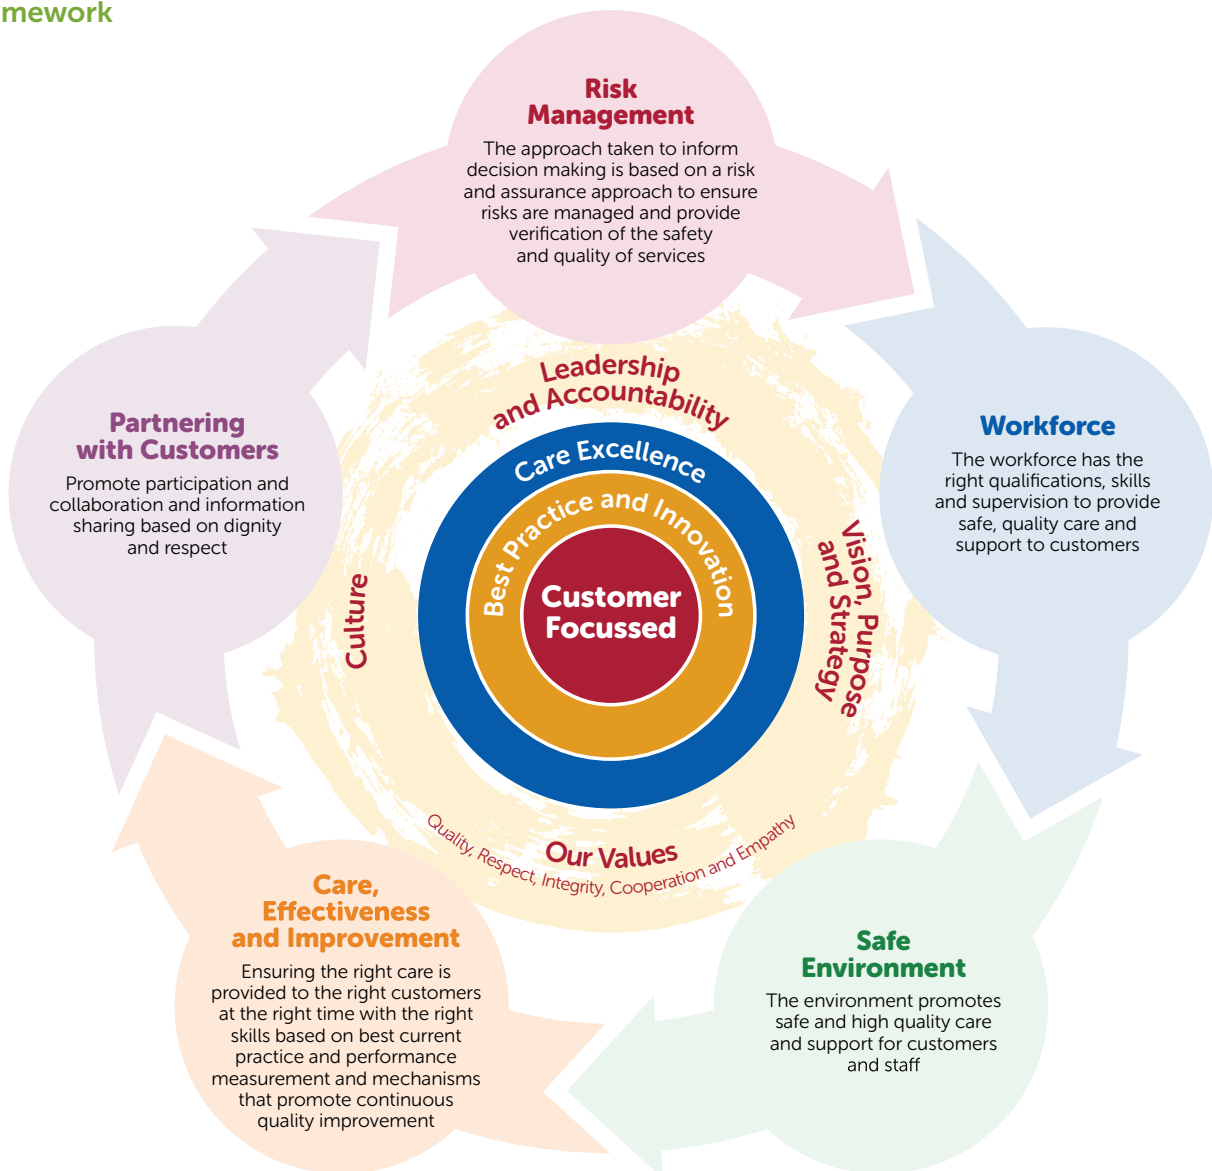 mework
Risk
Management
The approach taken to inform
decision making is based on a risk
and assurance approach to ensure
risks are managed and provide
verification of the safety
and quality of services
Partnering
with Customers
Promote participation and
collaboration and information
sharing based on dignity
and respect
Workforce
The workforce has the
right qualifications, skills
and supervision to provide
safe, quality care and
support to customers
Leadership
and Accountability
Care Excellence
Best Practice and Innovation
Customer
Focussed
Culture
Vision, Purpose
and Strategy
Our Values
Quality, Respect, Integrity, Cooperation and Empathy
Care,
Effectiveness
and Improvement
Ensuring the right care is
provided to the right customers
at the right time with the right
skills based on best current
practice and performance
measurement and mechanisms
that promote continuous
quality improvement
Safe
Environment
The environment promotes
safe and high quality care
and support for customers
and staff